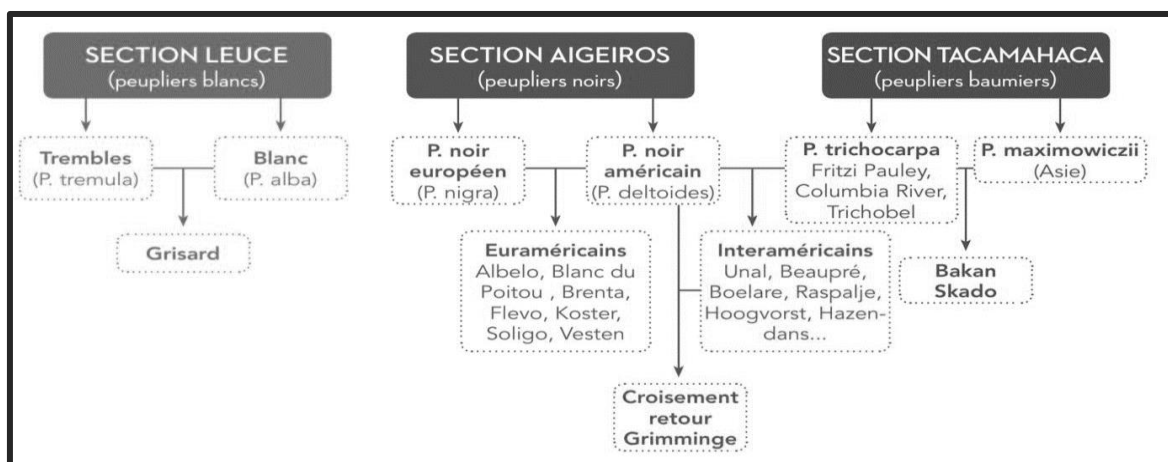 SECTION LEUCE
(peupliers blancs)
SECTION AIGEIROS
(peupliers noirs)
SECTION TACAMAHACA
(peupliers baumiers)
Trembles
(P. tremula)
Blanc
(P. alba)
P. noir
européen
(P. nigra)
P. noir
américain
(P. deltoides)
P. trichocarpa
Fritzi Pauley,
Columbia River,
Trichobel
P. maximowiczii
(Asie)
Grisard
Euraméricains
Albelo, Blanc du
Poitou , Brenta,
Flevo, Koster,
Soligo, Vesten
Interaméricains
Unal, Beaupré,
Boelare, Raspalje,
Hoogvorst, Hazen-
dans...
Bakan
Skado
Croisement
retour
Grimminge